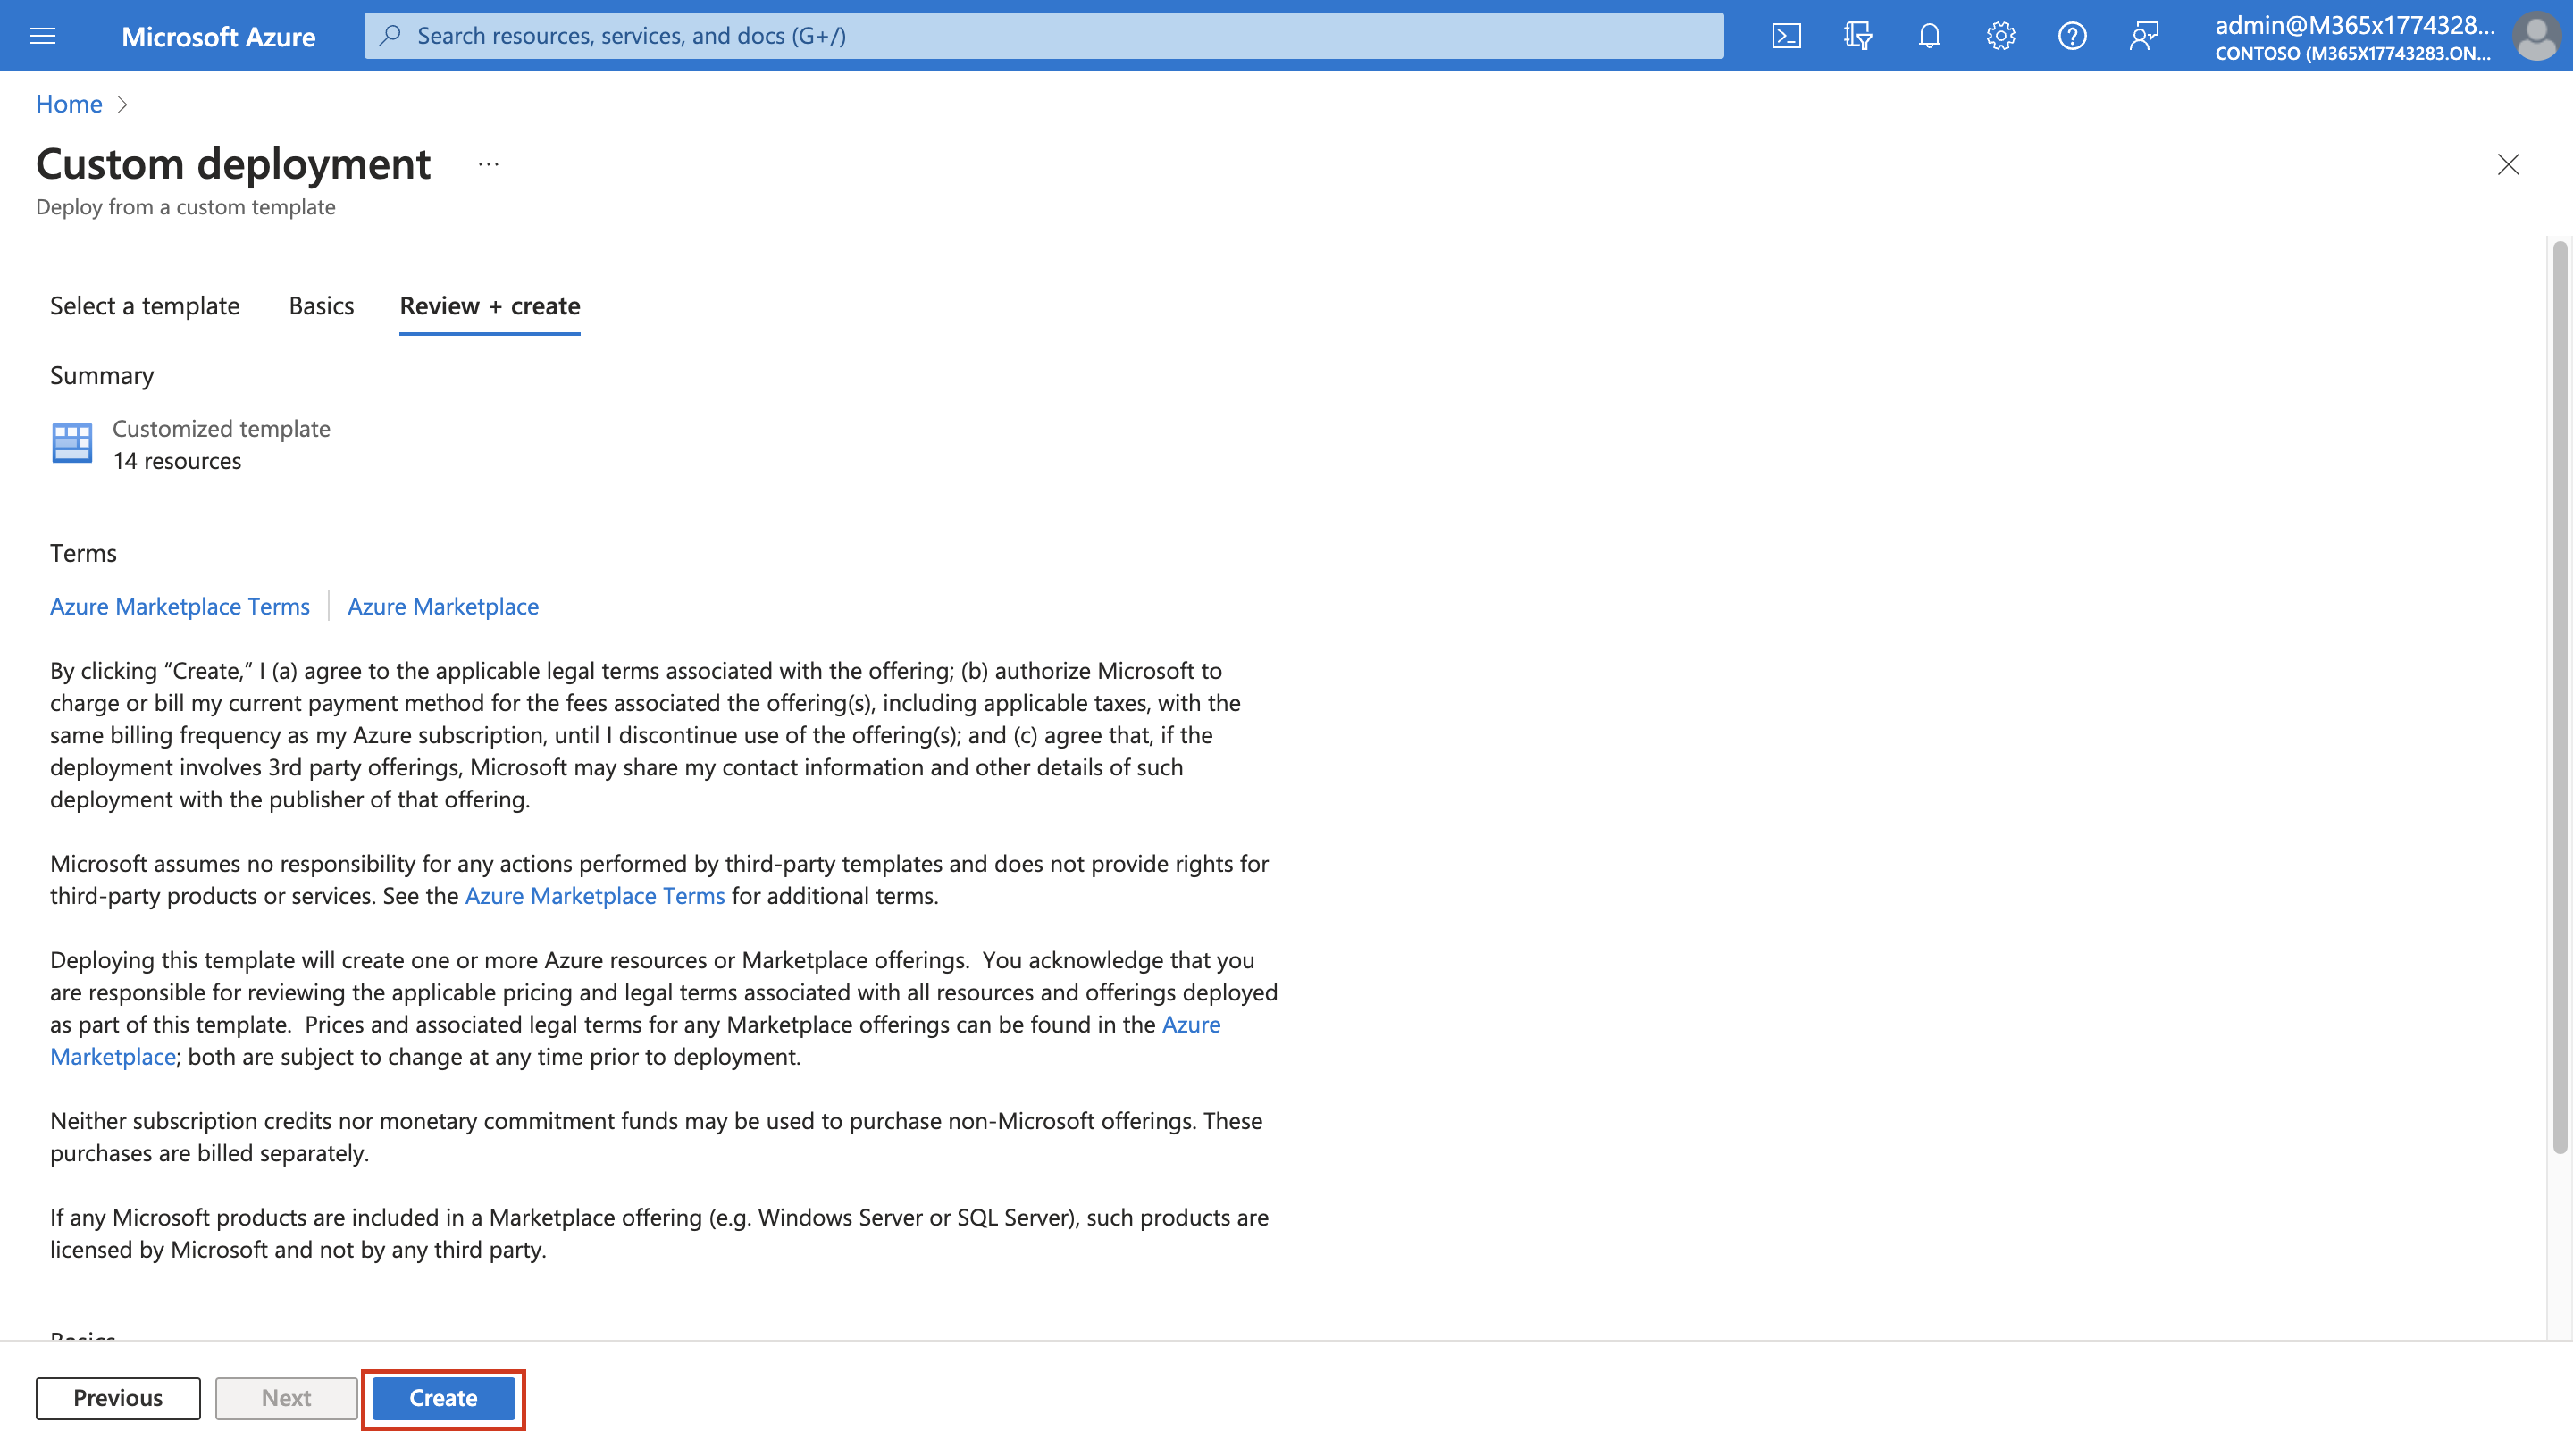 Microsoft Azure
Search resources, services, and docs (G+/)
admin@M365x1774328...
CONTOSO (M365X17743283.ON...
Home
Custom deployment
...
Deploy from a custom template
Select a template
Basics
Review + create
Summary
Customized template
14 resources
Terms
Azure Marketplace Terms
Azure Marketplace
By clicking “Create,” I (a) agree to the applicable legal terms associated with the offering; (b) authorize Microsoft to
charge or bill my current payment method for the fees associated the offering(s), including applicable taxes, with the
same billing frequency as my Azure subscription, until I discontinue use of the offering(s); and (c) agree that, if the
deployment involves 3rd party offerings, Microsoft may share my contact information and other details of such
deployment with the publisher of that offering.
Microsoft assumes no responsibility for any actions performed by third-party templates and does not provide rights for
third-party products or services. See the Azure Marketplace Terms for additional terms.
Deploying this template will create one or more Azure resources or Marketplace offerings.  You acknowledge that you
are responsible for reviewing the applicable pricing and legal terms associated with all resources and offerings deployed
as part of this template.  Prices and associated legal terms for any Marketplace offerings can be found in the Azure
Marketplace; both are subject to change at any time prior to deployment.
Neither subscription credits nor monetary commitment funds may be used to purchase non-Microsoft offerings. These
purchases are billed separately.
If any Microsoft products are included in a Marketplace offering (e.g. Windows Server or SQL Server), such products are
licensed by Microsoft and not by any third party.
Basics
Previous
Next
Create